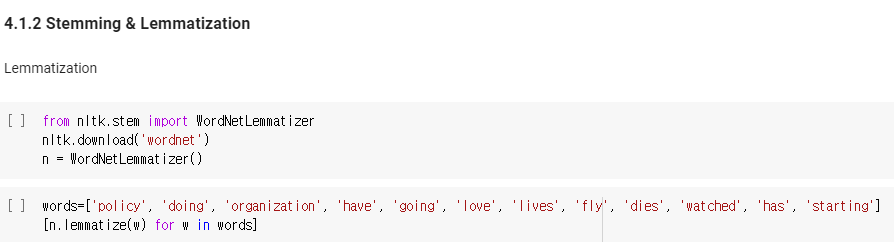 4.1.2 Stemming & Lemmatization
Lemmatization
[ ] from nltk.stem import WordNetLemmatizer
nltk.download('wordnet')
n = WordNetLemmatizer()
[ ] words=['policy', 'doing', 'organization', 'have', 'going', 'love', 'lives', 'fly', 'dies', 'watched', 'has', 'starting']
[n.lemmatize(w) for w in words]